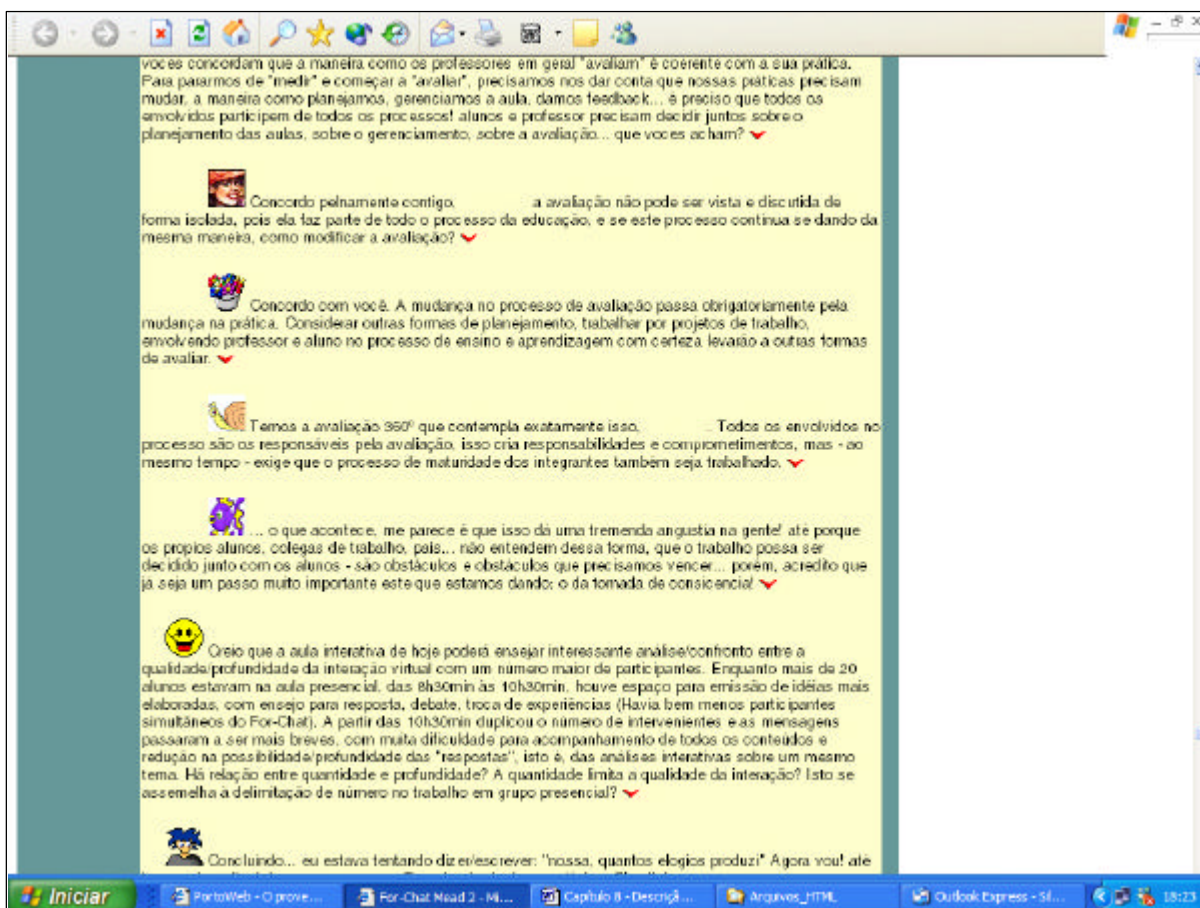 voces concordam que a maneira como os professores em geral "avaliam" é coerente com a sua prática.
Para pararmos de "medir" e começar a "avaliar", precisamos nos dar conta que nossas práticas precisam
mudar, a maneira como planejamos, gerenciamos a aula, damos feedback... é preciso que todos os
envolvidos participem de todos os processos! alunos e professor precisam decidir juntos sobre o
planejamento das aulas, sobre o gerenciamento, sobre a avaliação... que voces acham?
Concordo pelnamente contigo, a avaliação não pode ser vista e discutida de
forma isolada, pois ela faz parte de todo o processo da educação, e se este processo continua se dando da
mesma maneira, como modificar a avaliação?
Concordo com você. A mudança no processo de avaliação passa obrigatoriamente pela
mudança na prática. Considerar outras formas de planejamento, trabalhar por projetos de trabalho,
envolvendo professor e aluno no processo de ensino e aprendizagem com certeza levarão a outras formas
de avaliar.
Temos a avaliação 360º que contempla exatamente isso, . Todos os envolvidos no
processo são os responsáveis pela avaliação, isso cria responsabilidades e comprometimentos, mas - ao
mesmo tempo - exige que o processo de maturidade dos integrantes também seja trabalhado.
... o que acontece, me parece é que isso dá uma tremenda angustia na gente! até porque
os propios alunos, colegas de trabalho, pais... não entendem dessa forma, que o trabalho possa ser
decidido junto com os alunos - são obstáculos e obstáculos que precisamos vencer... porém, acredito que
já seja um passo muito importante este que estamos dando: o da tomada de consicencia!
Creio que a aula interativa de hoje poderá ensejar interessante análise/confronto entre a
qualidade/profundidade da interação virtual com um número maior de participantes. Enquanto mais de 20
alunos estavam na aula presencial, das 8h30min às 10h30min, houve espaço para emissão de idéias mais
elaboradas, com ensejo para resposta, debate, troca de experiências (Havia bem menos participantes
simultâneos do For-Chat). A partir das 10h30min duplicou o número de intervenientes e as mensagens
passaram a ser mais breves, com muita dificuldade para acompanhamento de todos os conteúdos e
redução na possibilidade/profundidade das "respostas", isto é, das análises interativas sobre um mesmo
tema. Há relação entre quantidade e profundidade? A quantidade limita a qualidade da interação? Isto se
assemelha à delimitação de número no trabalho em grupo presencial?
Concluindo... eu estava tentando dizer/escrever: "nossa, quantos elogios produzi" Agora vou! até
Iniciar
PortoWeb - O prove...
For-Chat Mead 2 - Mi...
Capítulo 8 - Descriçã...
Arquivos_HTML
Outlook Express - Sil...
18:23